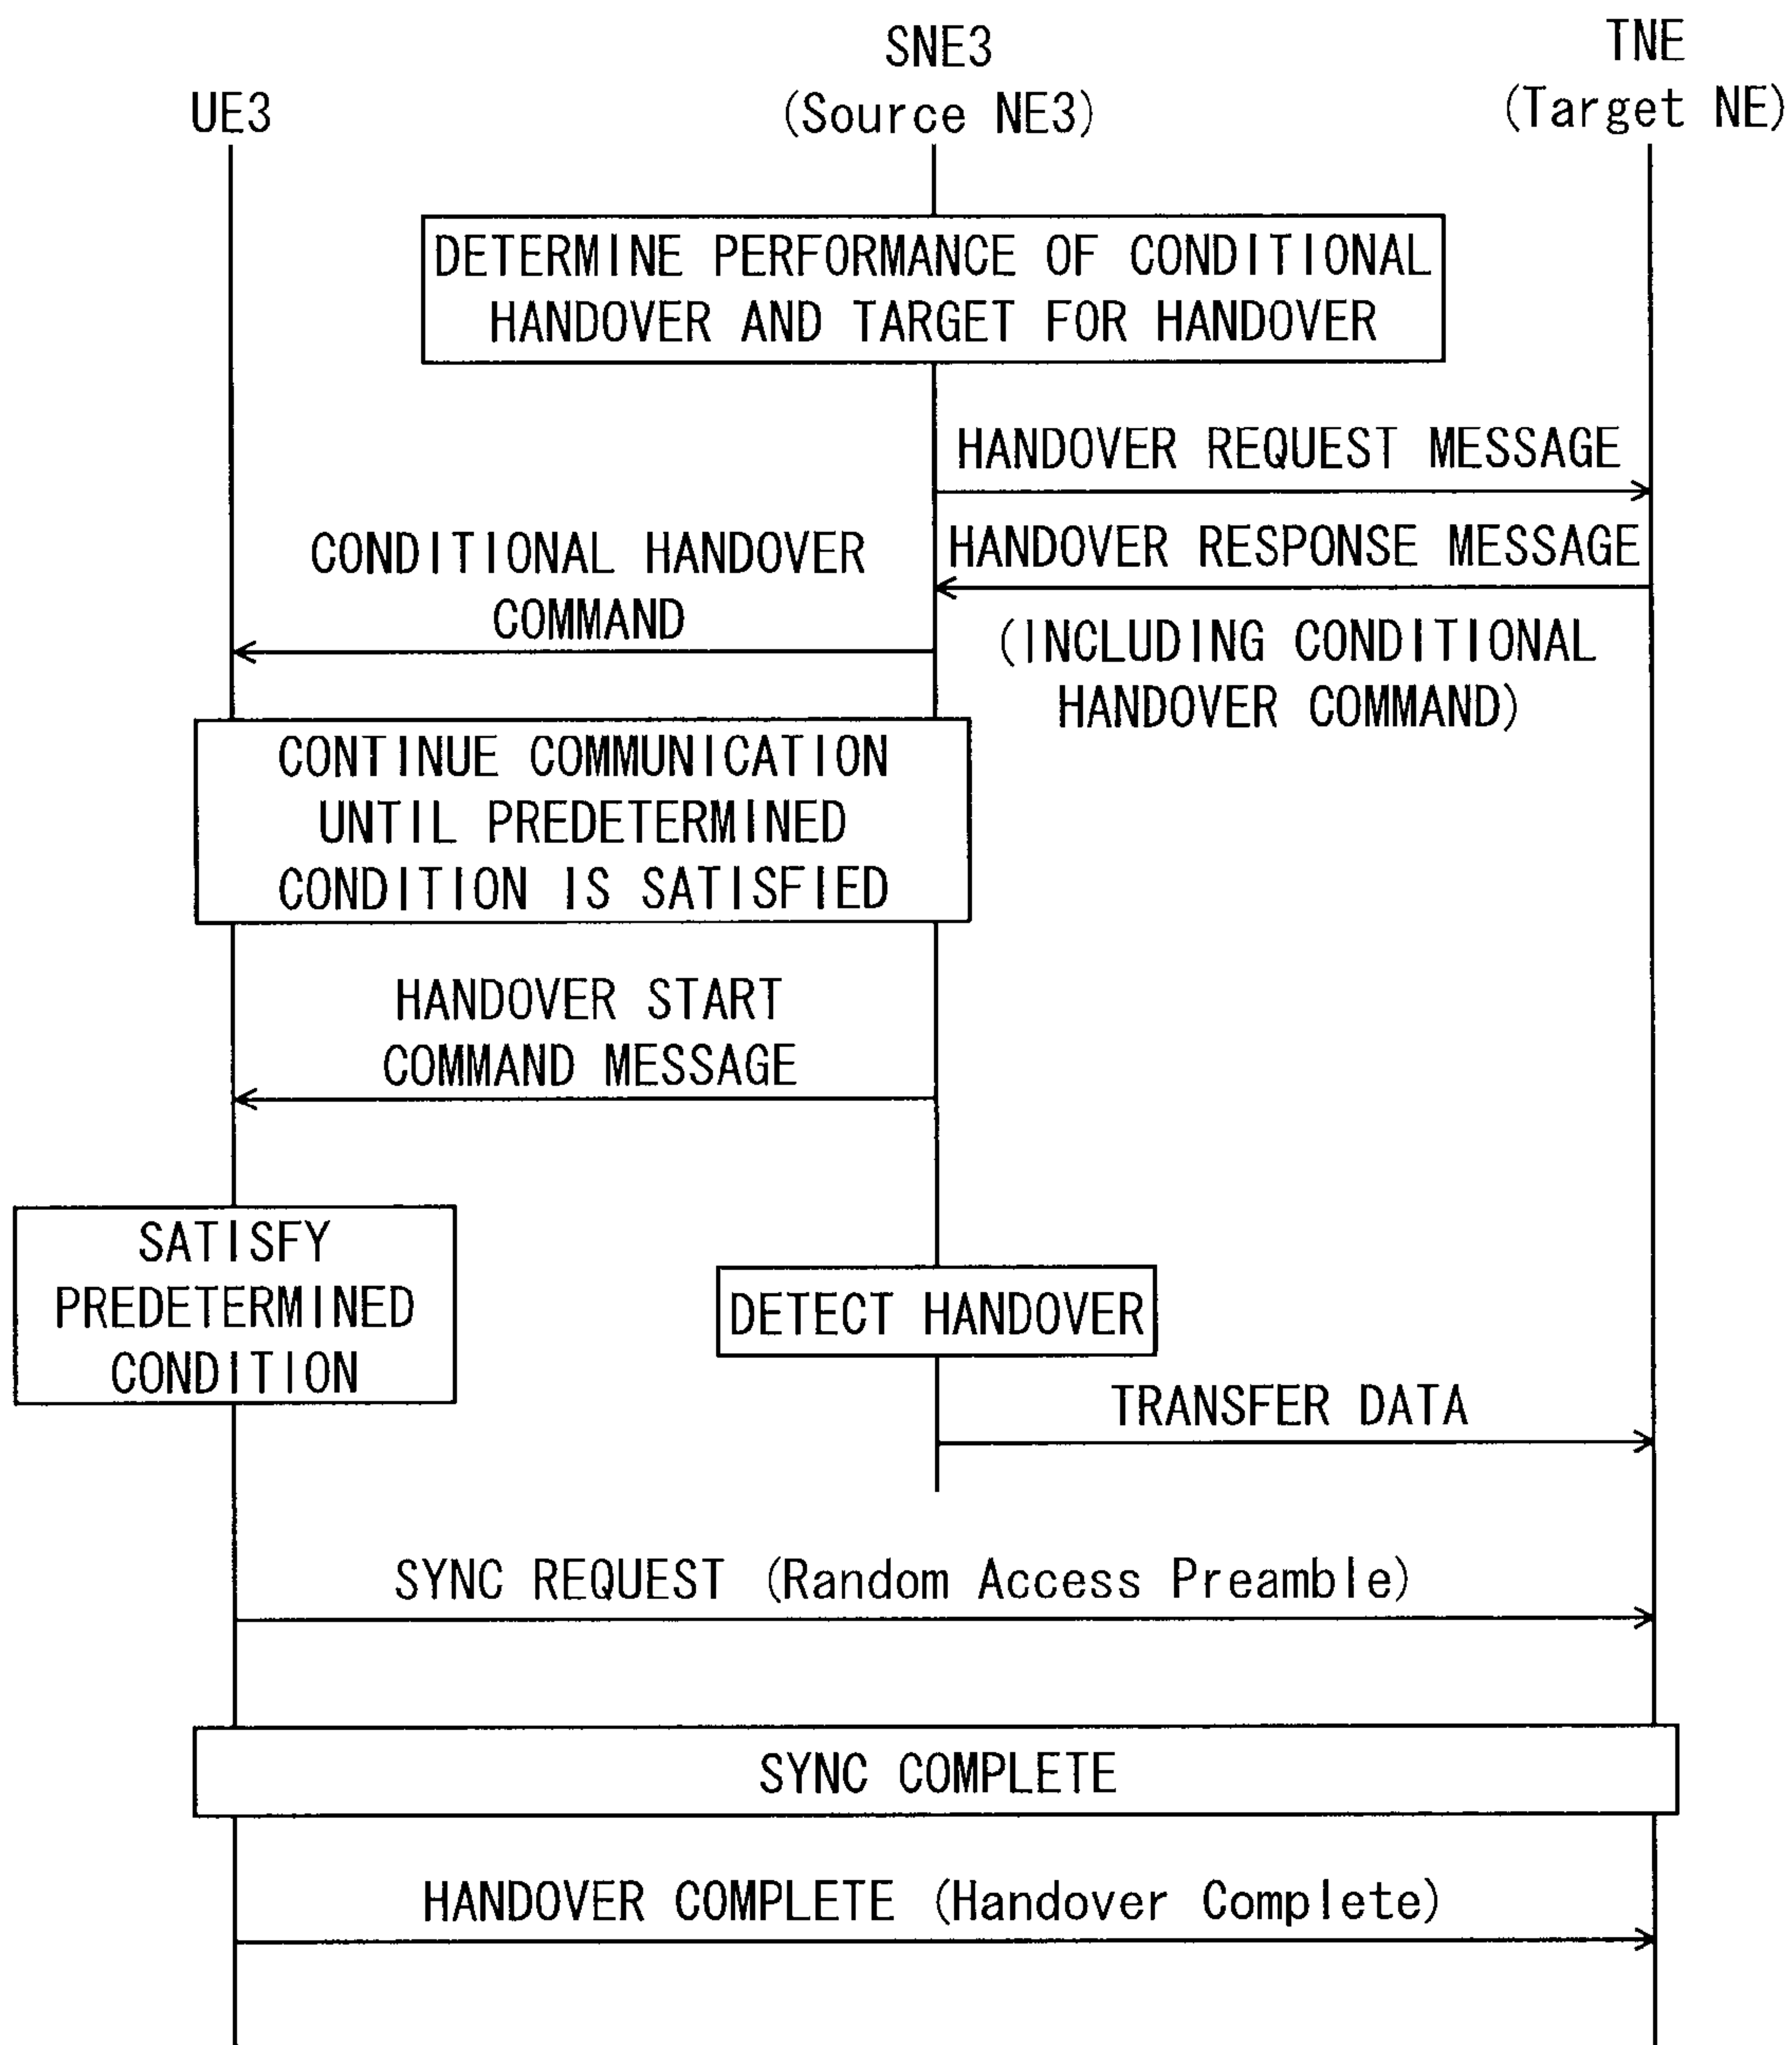 UE3
SNE3
(Source NE3)
TNE
(Target NE)
DETERMINE PERFORMANCE OF CONDITIONAL
HANDOVER AND TARGET FOR HANDOVER
HANDOVER REQUEST MESSAGE
HANDOVER RESPONSE MESSAGE
(INCLUDING CONDITIONAL
HANDOVER COMMAND)
CONDITIONAL HANDOVER
COMMAND
CONTINUE COMMUNICATION
UNTIL PREDETERMINED
CONDITION IS SATISFIED
HANDOVER START
COMMAND MESSAGE
SATISFY
PREDETERMINED
CONDITION
DETECT HANDOVER
TRANSFER DATA
SYNC REQUEST (Random Access Preamble)
SYNC COMPLETE
HANDOVER COMPLETE (Handover Complete)